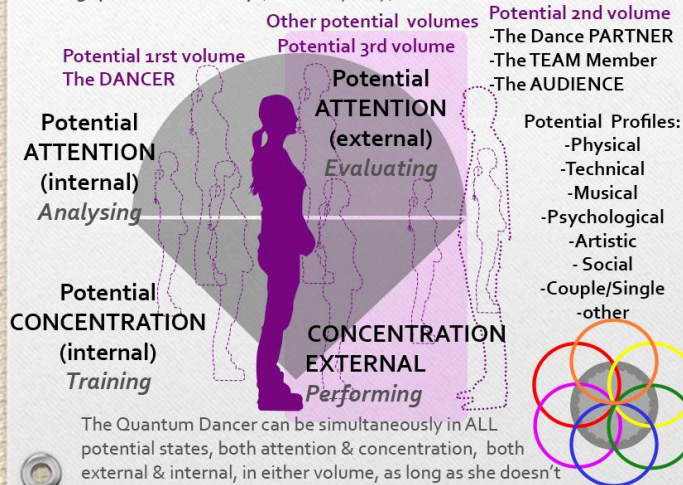 Other potential volumes
Potential 3rd volume
Potential 1rst volume
The DANCER
Potential 2nd volume
-The Dance PARTNER
-The TEAM Member
-The AUDIENCE
Potential
ATTENTION
(internal)
Analysing
Potential
ATTENTION
(external)
Evaluating
Potential Profiles:
-Physical
-Technical
-Musical
-Psychological
-Artistic
- Social
-Couple/Single
-other
Potential
CONCENTRATION
(internal)
Training
CONCENTRATION
EXTERNAL
Performing
The Quantum Dancer can be simultaneously in ALL
potential states, both attention & concentration, both
external & internal, in either volume, as long as she doesn't